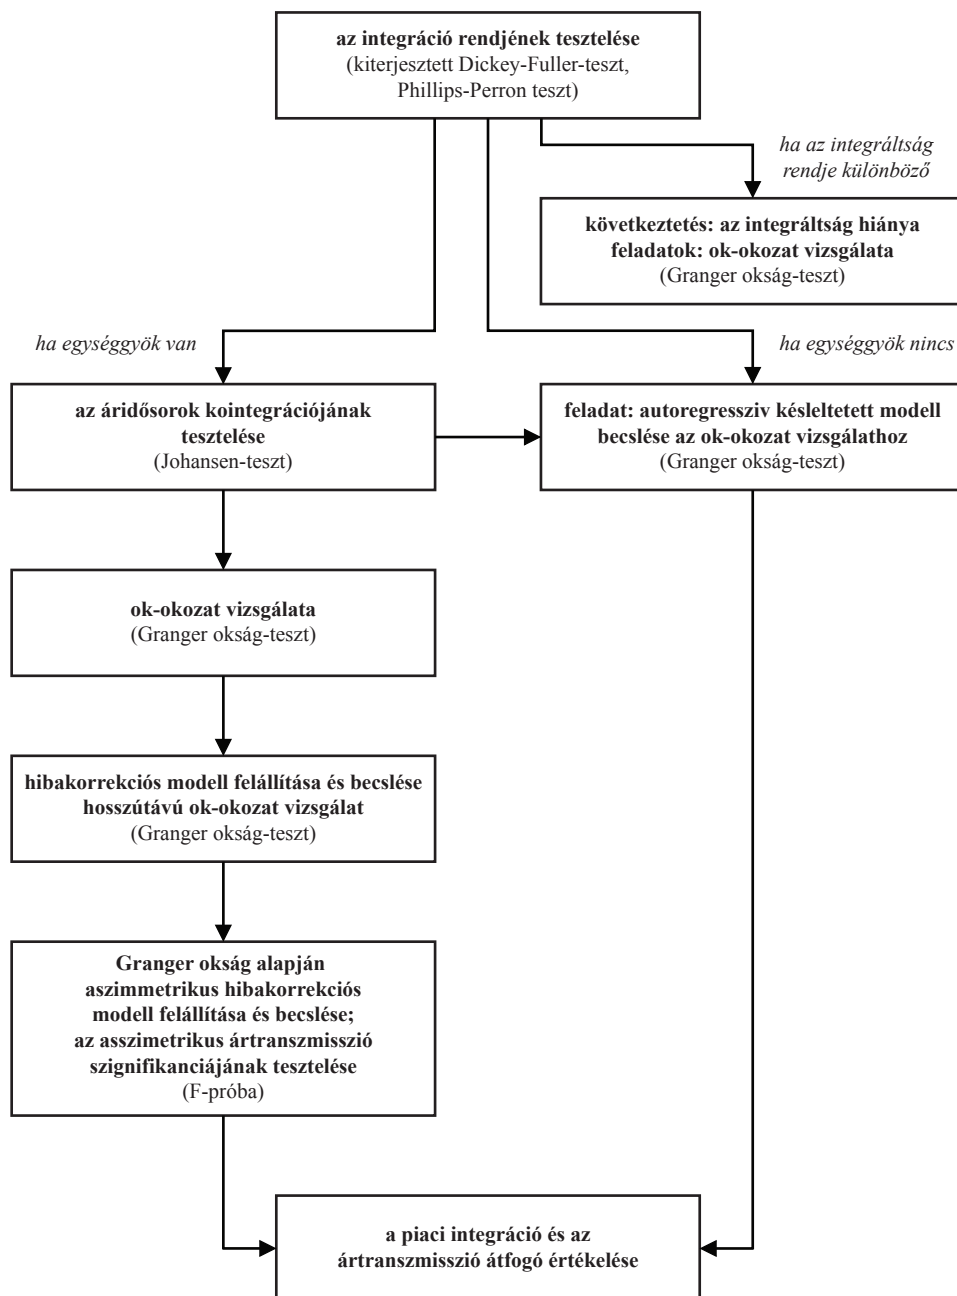 az integráció rendjének tesztelése
(kiterjesztett Dickey-Fuller-teszt,
Phillips-Perron teszt)
ha az integráltság
rendje különböző
következtetés: az integráltság hiánya
feladatok: ok-okozat vizsgálata
(Granger okság-teszt)
ha egységgyök van
ha egységgyök nincs
az áridősorok kointegrációjának
tesztelése
(Johansen-teszt)
feladat: autoregressziv késleltetett modell
becslése az ok-okozat vizsgálathoz
(Granger okság-teszt)
ok-okozat vizsgálata
(Granger okság-teszt)
hibakorrekciós modell felállítása és becslése
hosszútávú ok-okozat vizsgálat
(Granger okság-teszt)
Granger okság alapján
aszimmetrikus hibakorrekciós
modell felállítása és becslése;
az asszimetrikus ártranszmisszió
szignifikanciájának tesztelése
(F-próba)
a piaci integráció és az
ártranszmisszió átfogó értékelése